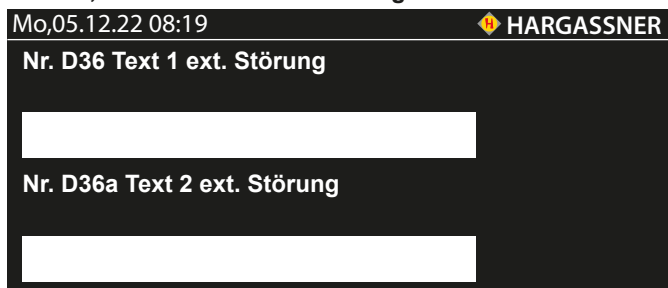 Mo,05.12.22 08:19
H HARGASSNER
Nr. D36 Text 1 ext. Störung
Nr. D36a Text 2 ext. Störung